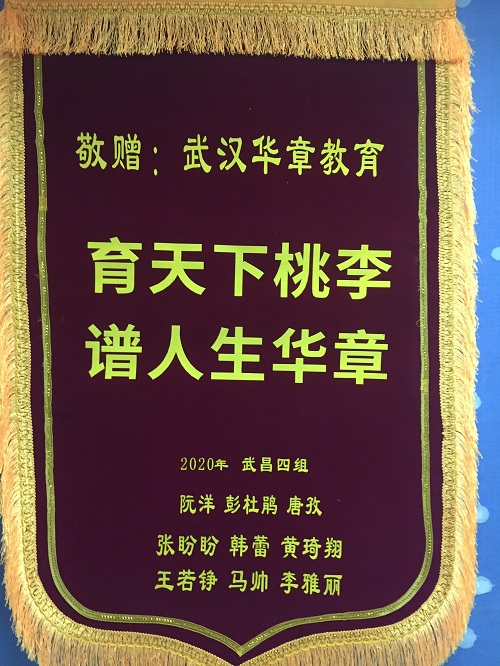 敬赠：武汉华章教育
育天下桃李
谱人生华章
2020年 武昌四组
阮洋 彭杜鹃 唐孜
张盼盼 韩蕾 黄琦翔
王若铮 马帅 李雅丽